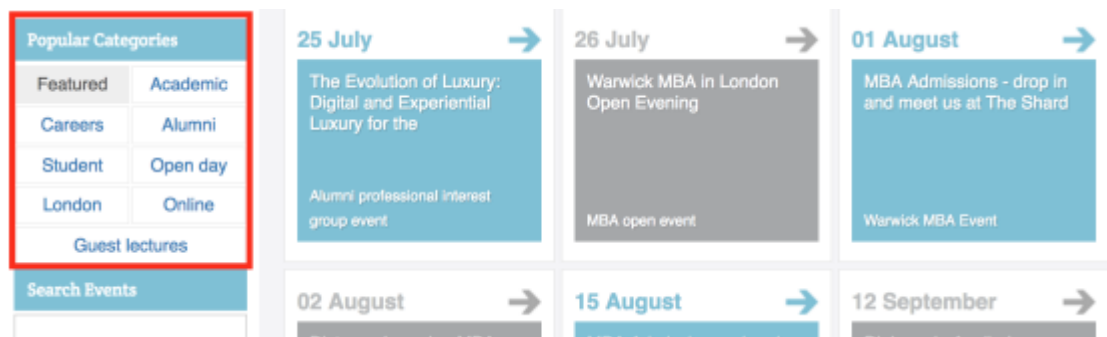 Popular Categories
Featured Academic
Careers Alumni
Student Open day
London Online
Guest lectures
Search Events
25 July
The Evolution of Luxury:
Digital and Experiential
Luxury for the
Alumni professional interest
group event
26 July
Warwick MBA in London
Open Evening
MBA open event
01 August
MBA Admissions - drop in
and meet us at The Shard
Warwick MBA Event
02 August
15 August
12 September